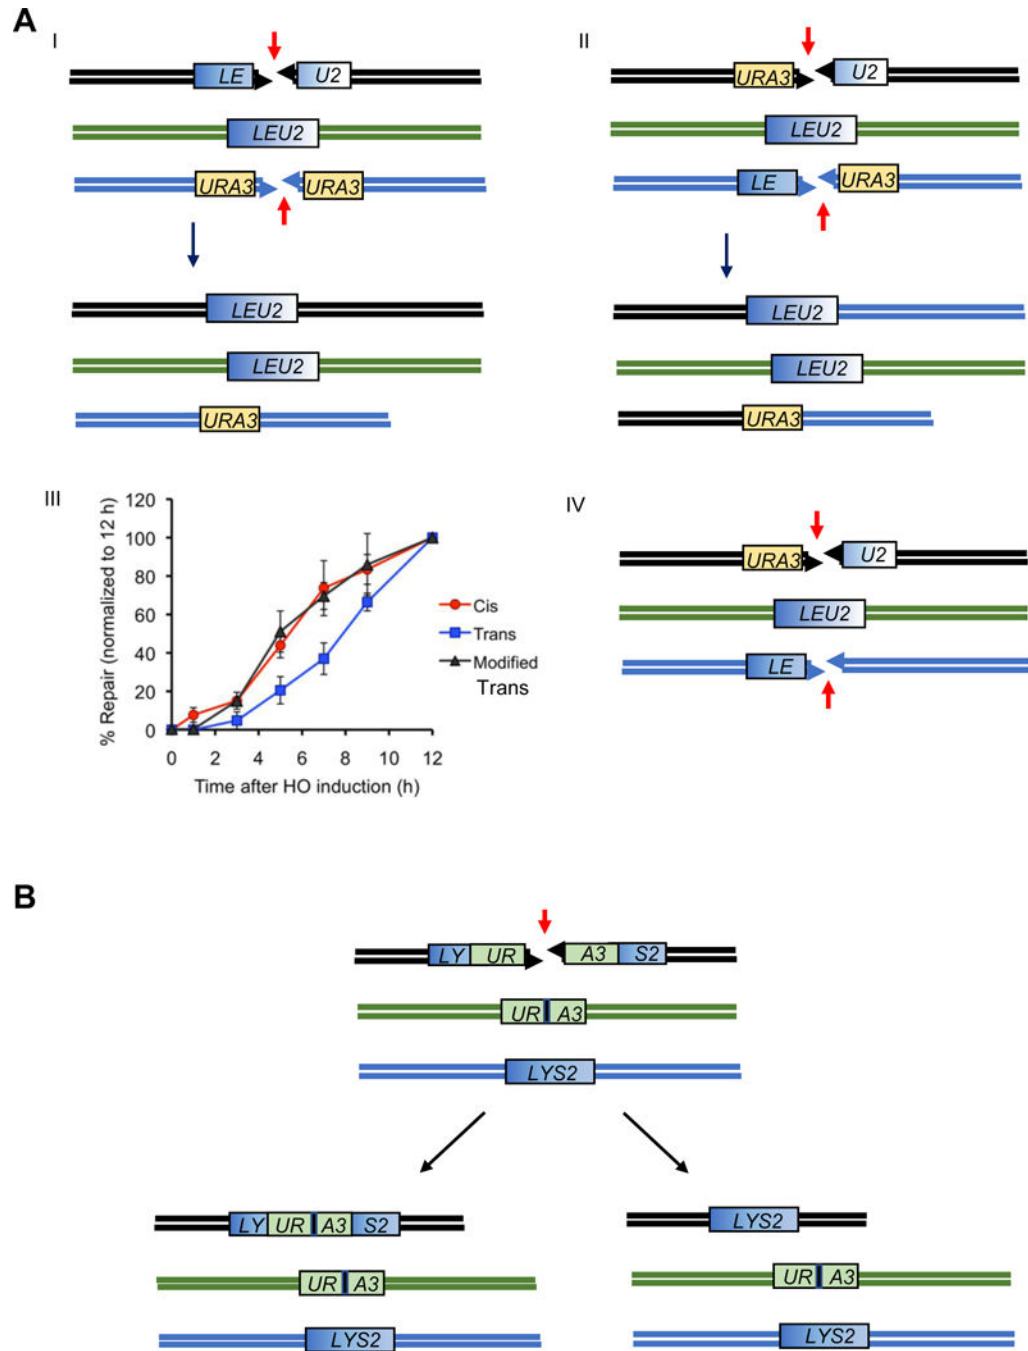 A
I
LE U2
LEU2
URA3 URA3
LEU2
LEU2
URA3
II
URA3 U2
LEU2
LE URA3
LEU2
LEU2
URA3
III
% Repair (normalized to 12 h)
120
100
80
60
40
20
0
0 2 4 6 8 10 12
Time after HO induction (h)
Cis
Trans
Modified
Trans
IV
URA3 U2
LEU2
LE
B
LY UR A3 S2
UR A3
LYS2
LY UR A3 S2
UR A3
LYS2
LYS2
UR A3
LYS2